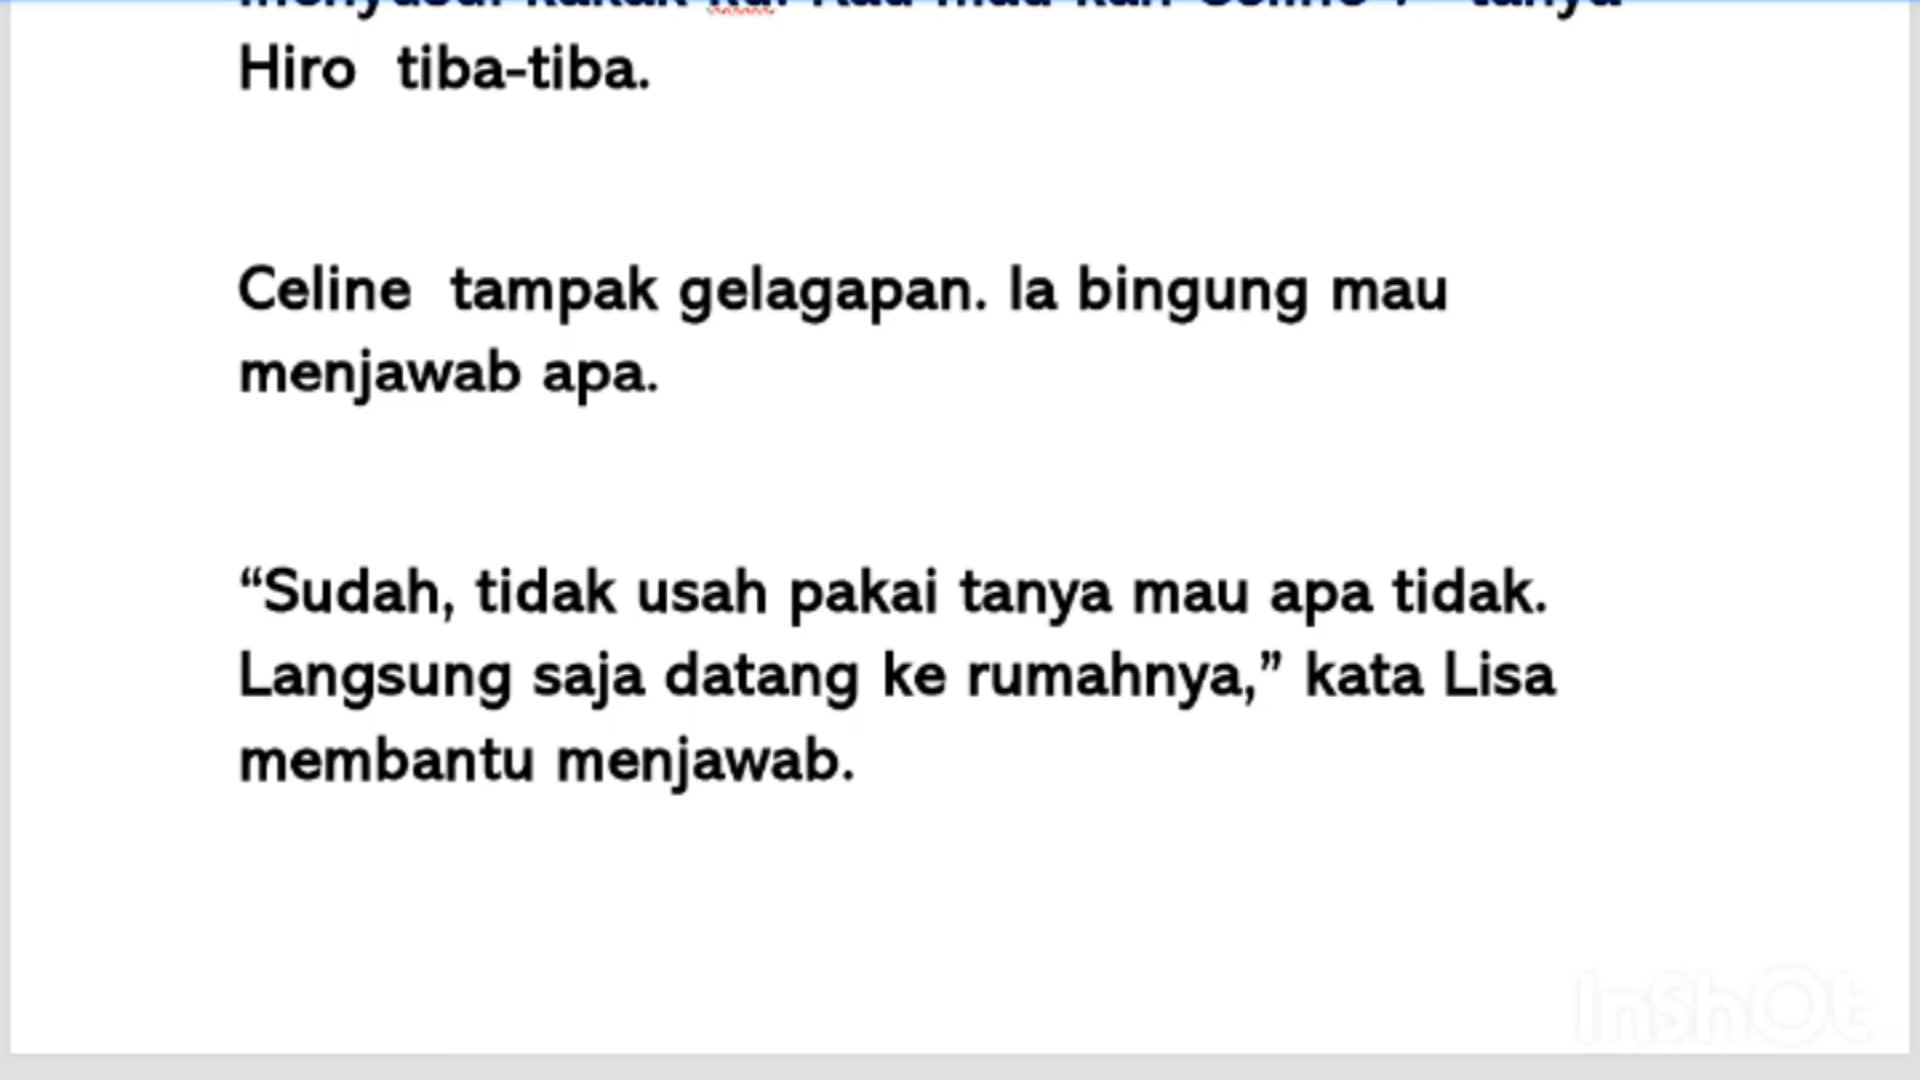 Hiro tiba-tiba.
Celine tampak gelagapan. Ia bingung mau
menjawab apa.
“Sudah, tidak usah pakai tanya mau apa tidak.
Langsung saja datang ke rumahnya,” kata Lisa
membantu menjawab.
InShOt